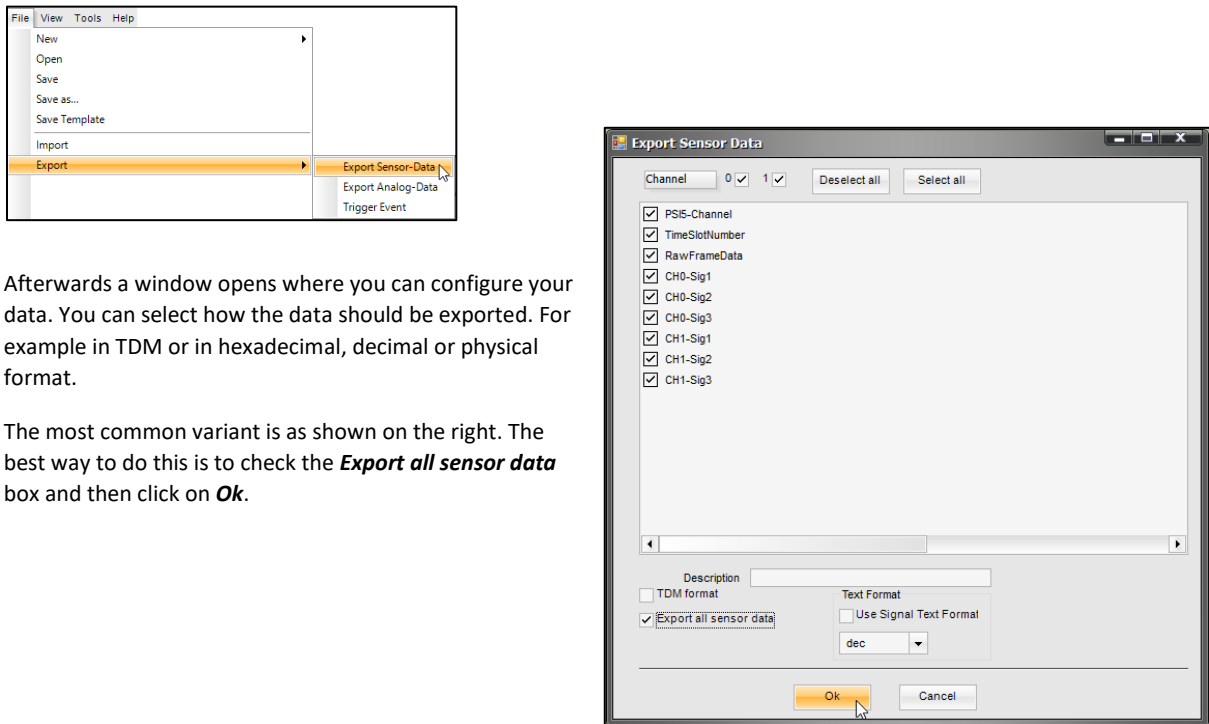 File View Tools Help
New
Open
Save
Save as...
Save Template
Import
Export
Export Sensor-Data
Export Analog-Data
Trigger Event
Afterwards a window opens where you can configure your
data. You can select how the data should be exported. For
example in TDM or in hexadecimal, decimal or physical
format.
The most common variant is as shown on the right. The
best way to do this is to check the Export all sensor data
box and then click on Ok.
Export Sensor Data
Channel 0 1 Deselect all Select all
PSI5-Channel
TimeSlotNumber
RawFrameData
CH0-Sig1
CH0-Sig2
CH0-Sig3
CH1-Sig1
CH1-Sig2
CH1-Sig3
Description
TDM format
Export all sensor data
Text Format
Use Signal Text Format
dec
Ok Cancel